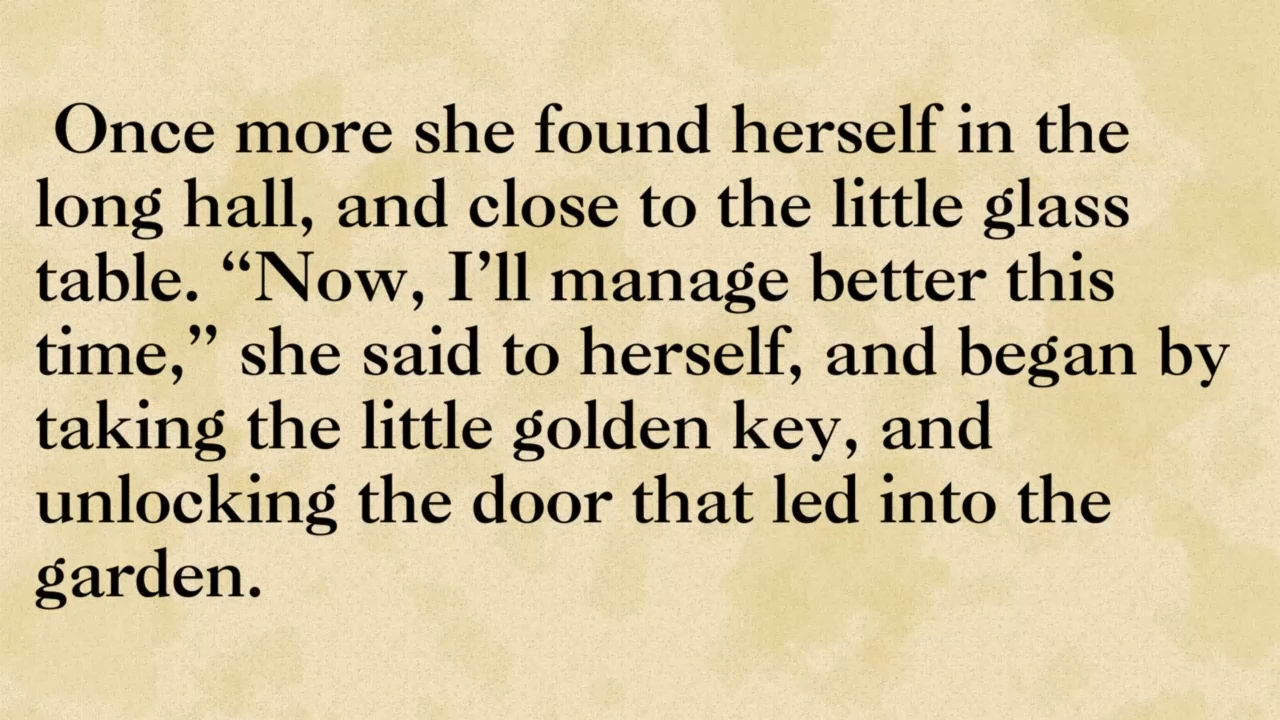 Once more she found herself in the
long hall, and close to the little glass
table. “Now, I’ll manage better this
time,” she said to herself, and began by
taking the little golden key, and
unlocking the door that led into the
garden.